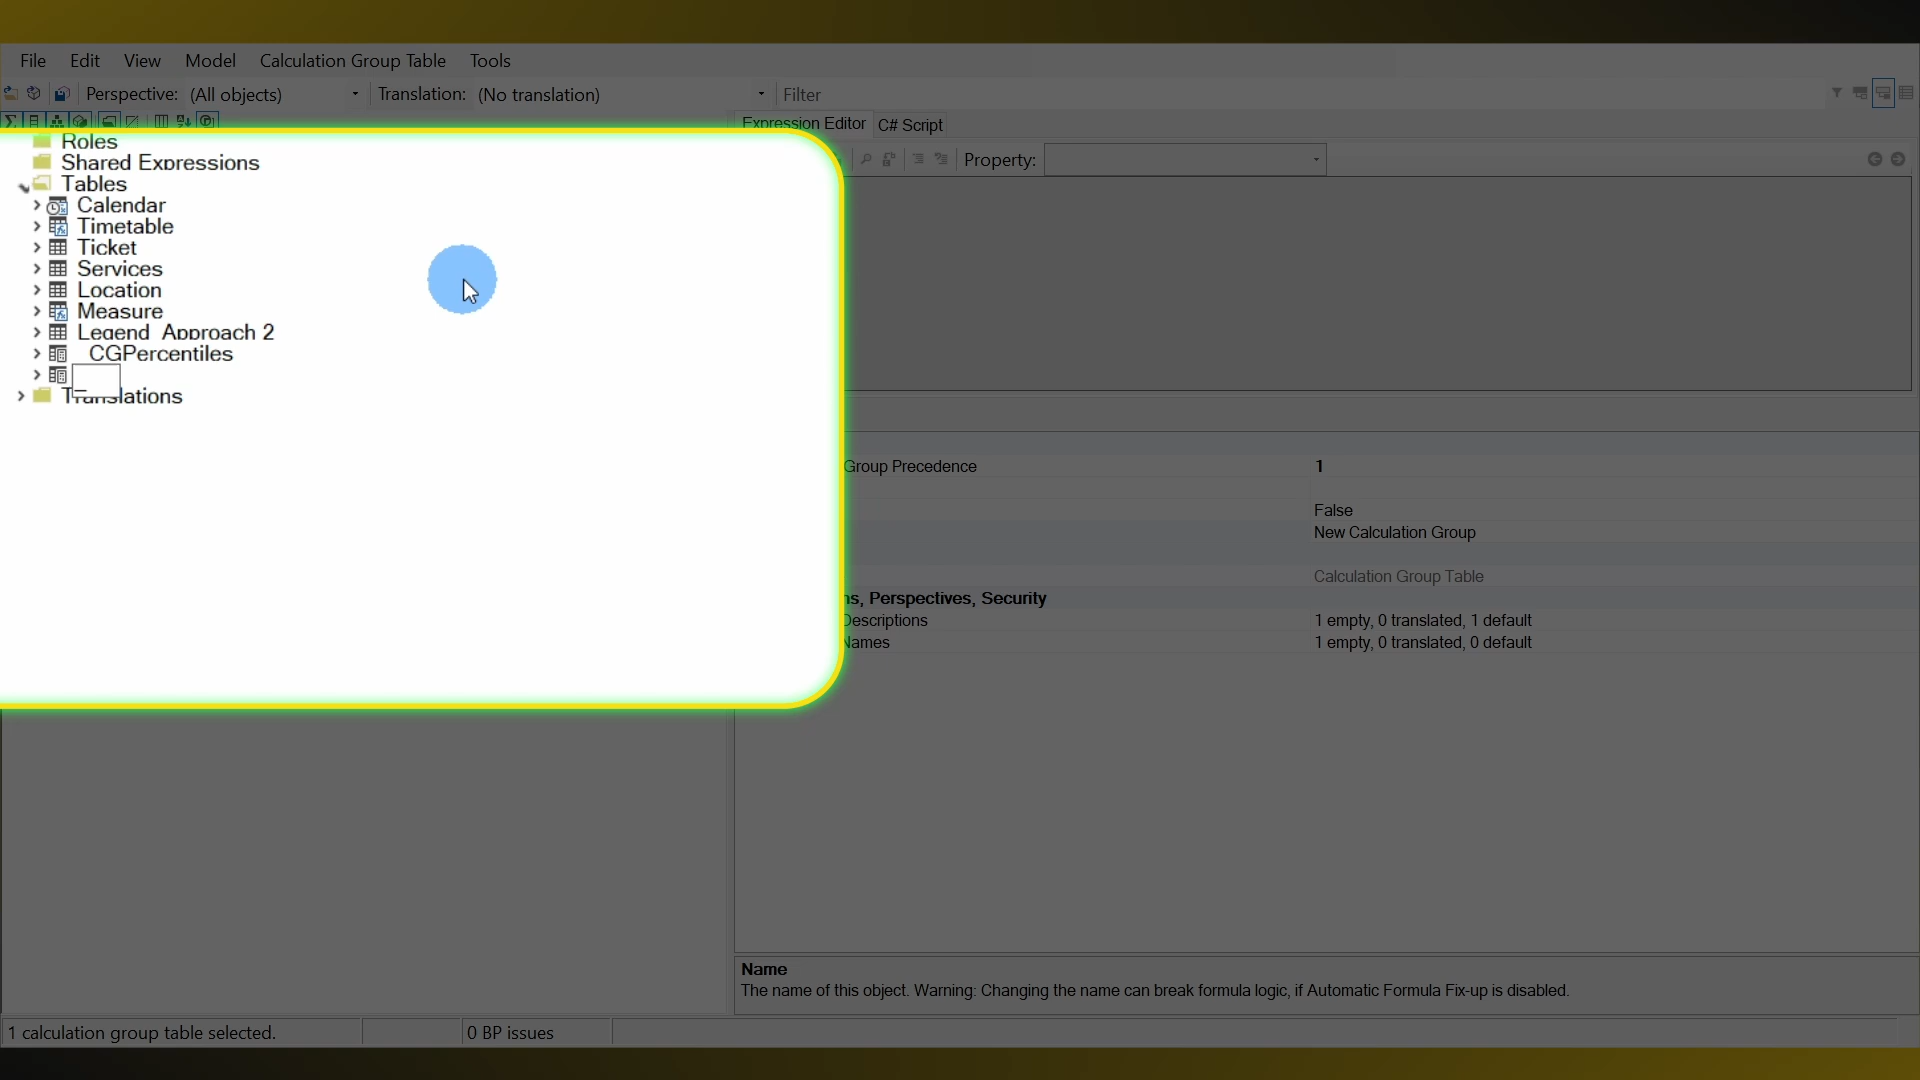 File Edit View Model Calculation Group Table Tools
Perspective: (All objects) Translation: (No translation) Filter
Expression Editor C# Script
Property:
Roles
Shared Expressions
Tables
Calendar
Timetable
Ticket
Services
Location
Measure
Legend_Approach 2
__CGPercentiles
__
Translations
Group Precedence 1
False
New Calculation Group
Calculation Group Table
ns, Perspectives, Security
Descriptions 1 empty, 0 translated, 1 default
Names 1 empty, 0 translated, 0 default
Name
The name of this object. Warning: Changing the name can break formula logic, if Automatic Formula Fix-up is disabled.
1 calculation group table selected. 0 BP issues